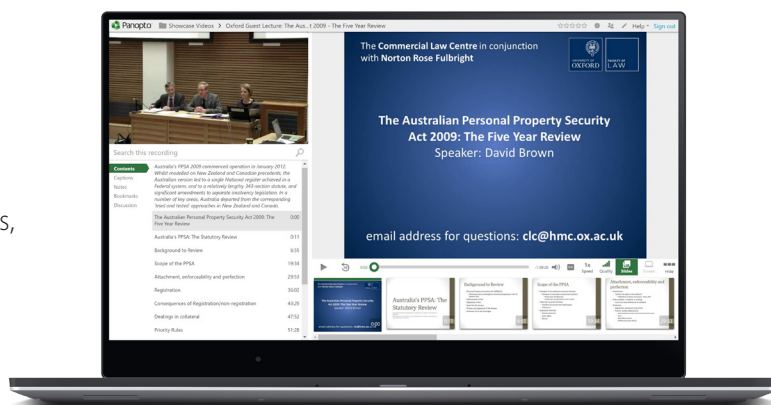 Panopto
Showcase Videos > Oxford Guest Lecture: The Aus...t 2009 - The Five Year Review
Help
Sign out
Search this recording
Contents
Captions
Notes
Bookmarks
Discussion
Australia's PPSA 2009 commenced operation in January 2012.
Whilst modelled on New Zealand and Canadian precedents, the
Australian version led to a single National register achieved in a
Federal system, and to a relatively lengthy 343-section statute, and
significant amendments to separate insolvency legislation. In a
number of key areas, Australia departed from the corresponding
'tried and tested' approaches in New Zealand and Canada.
The Australian Personal Property Security Act 2009: The 0:00
Five Year Review
Australia's PPSA: The Statutory Review 0:11
Background to Review 6:55
Scope of the PPSA 19:34
Attachment, enforceability and perfection 29:53
Registration
Consequences of Registration/non-registration 43:29
Dealings in collateral 47:52
Priority Rules 51:28
s,
The Commercial Law Centre in conjunction
with Norton Rose Fulbright
UNIVERSITY OF
OXFORD
FACULTY OF
LAW
The Australian Personal Property Security
Act 2009: The Five Year Review
Speaker: David Brown
email address for questions: clc@hmc.ox.ac.uk
0:00
1x
Speed
Quality
Slides
Hide
Australia's PPSA: The
Statutory Review
Background to Review
Scope of the PPSA
Attachment, enforceability and
perfection